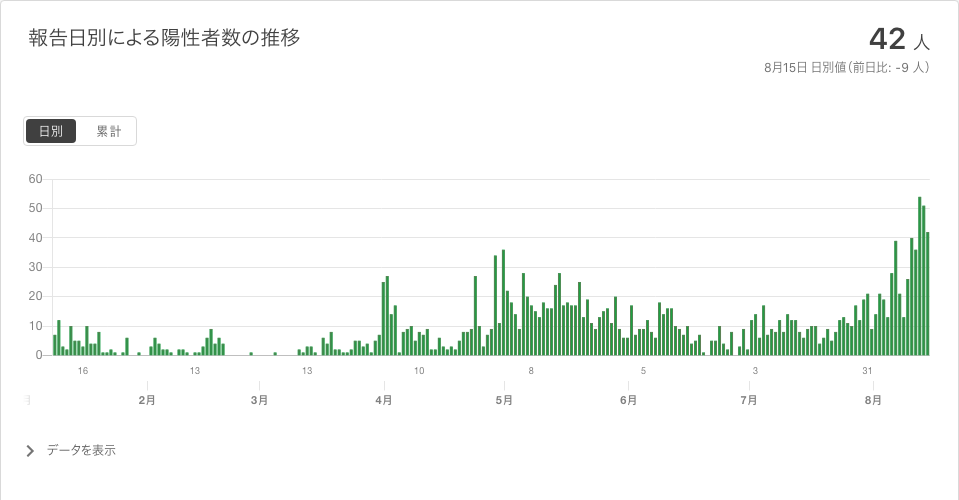 報告日別による陽性者数の推移
42 人
8月15日 日別値（前日比: -9 人）
日別 累計
60
50
40
30
20
10
0
16 13 13 10 8 5 3 31
2月 3月 4月 5月 6月 7月 8月
データを表示